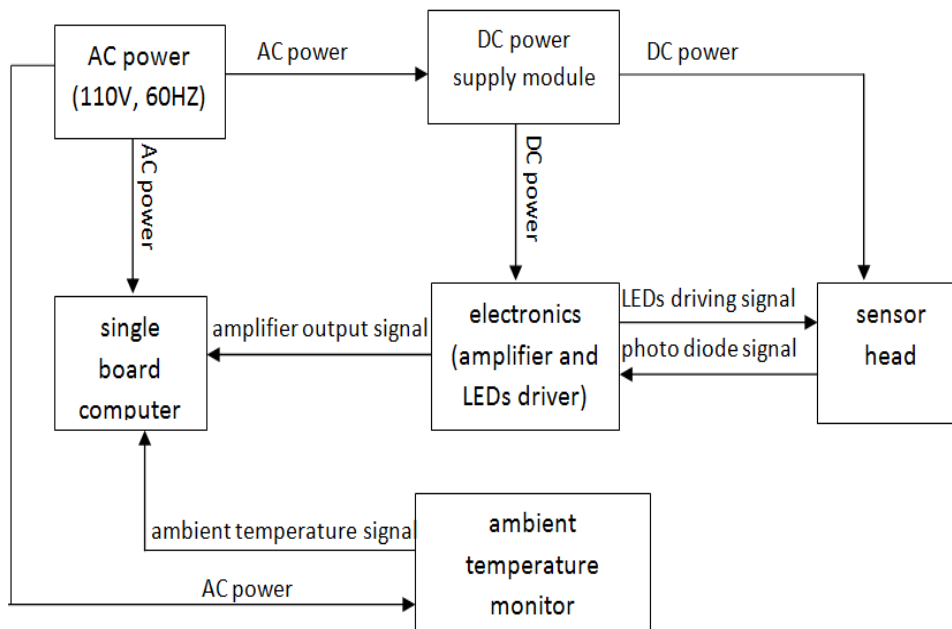 AC power
(110V, 60HZ)
AC power
DC power
supply module
DC power
AC power
DC power
single
board
computer
amplifier output signal
electronics
(amplifier and
LEDs driver)
LEDs driving signal
photo diode signal
sensor
head
ambient temperature signal
AC power
ambient
temperature
monitor